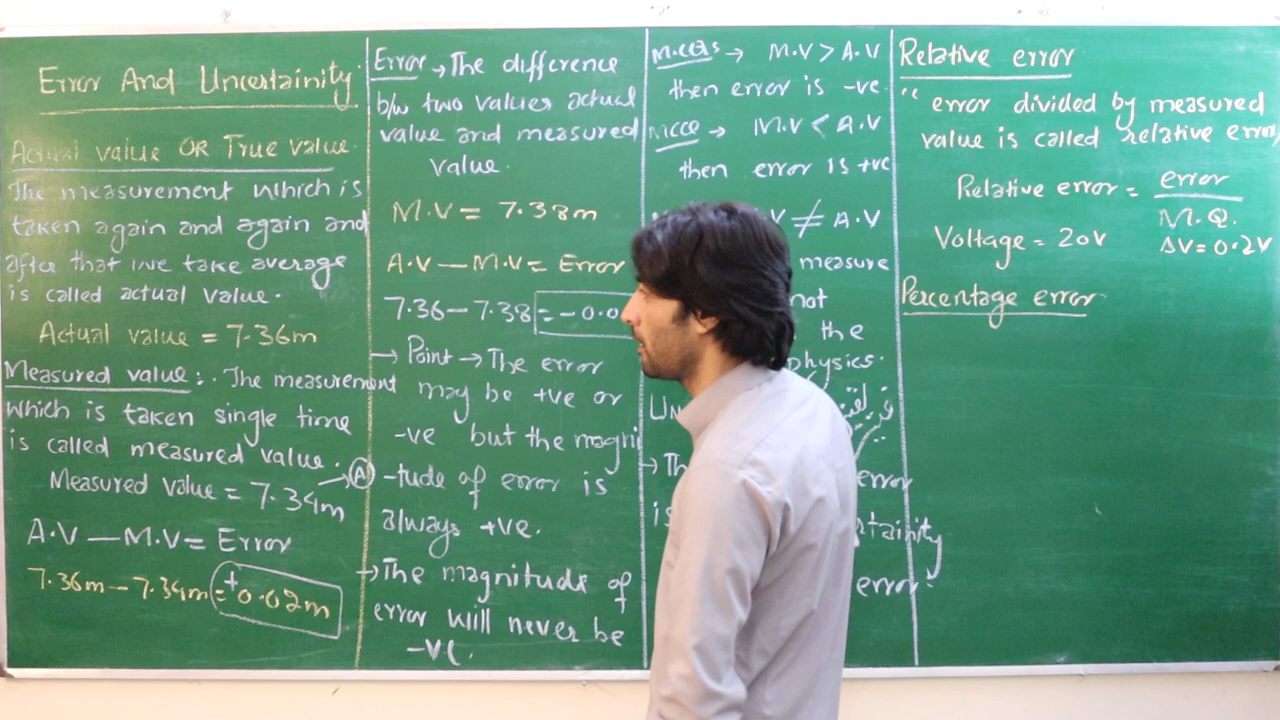 Error And Uncertainity
Actual value OR True value
The measurement which is
taken again and again and
after that we take average
is called actual value.
Actual value = 7.36m
Measured value:. The measurement
which is taken single time
is called measured value.
Measured value = 7.34m → A
A.V — M.V = Error
7.36m — 7.34m = +0.02m
Error → The difference
b/w two values actual
value and measured
value.
M.V = 7.38m
A.V — M.V = Error
7.36 — 7.38 = -0.0
→ Point → The error
may be +ve or
-ve but the magni
-tude of error is
always +ve.
→ The magnitude of
error will never be
-ve.
→ M.V > A.V
then error is -ve.
→ M.V < A.V
then error is +ve
V ≠ A.V
measure
not
the
physics.
UN
→ Th error
is rtainity
error.
Relative error
“ error divided by measured
value is called relative error
Relative error = error
M.Q.
Voltage = 20V ΔV = 0.2V
Percentage error